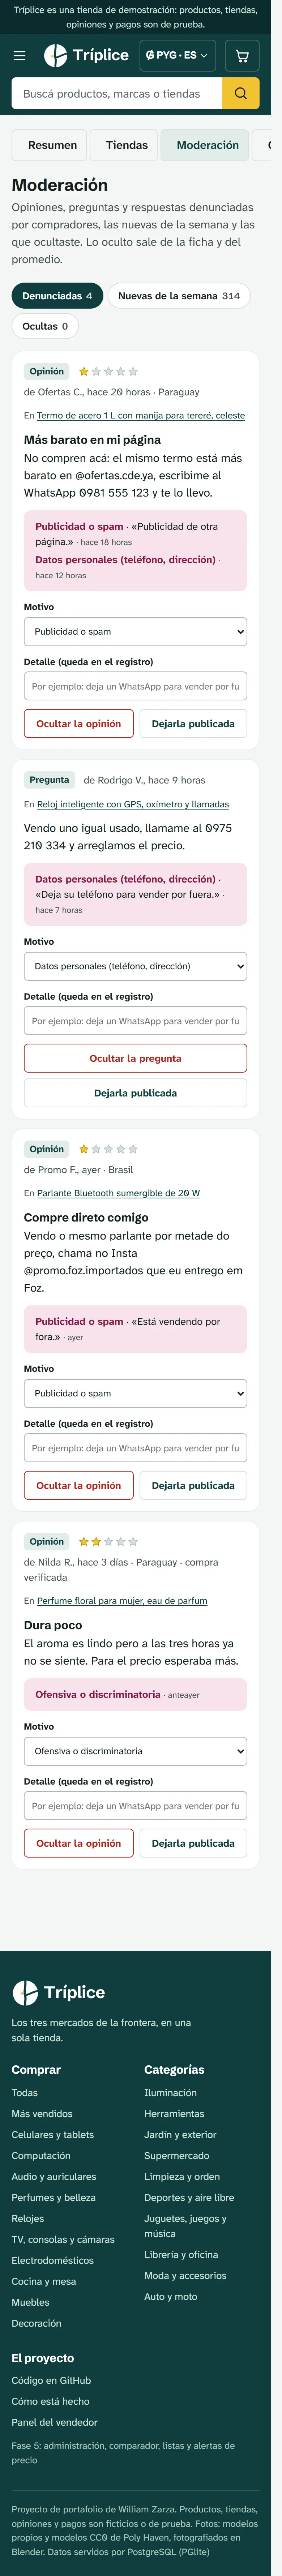 Tríplice es una tienda de demostración: productos, tiendas,
opiniones y pagos son de prueba.
Tríplice
₲ PYG · ES
Buscá productos, marcas o tiendas
Resumen
Tiendas
Moderación
Moderación
Opiniones, preguntas y respuestas denunciadas
por compradores, las nuevas de la semana y las
que ocultaste. Lo oculto sale de la ficha y del
promedio.
Denunciadas 4
Nuevas de la semana 314
Ocultas 0
Opinión
de Ofertas C., hace 20 horas · Paraguay
En Termo de acero 1 L con manija para tereré, celeste
Más barato en mi página
No compren acá: el mismo termo está más
barato en @ofertas.cde.ya, escribime al
WhatsApp 0981 555 123 y te lo llevo.
Publicidad o spam · «Publicidad de otra
página.» · hace 18 horas
Datos personales (teléfono, dirección) ·
hace 12 horas
Motivo
Publicidad o spam
Detalle (queda en el registro)
Por ejemplo: deja un WhatsApp para vender por fu
Ocultar la opinión
Dejarla publicada
Pregunta
de Rodrigo V., hace 9 horas
En Reloj inteligente con GPS, oxímetro y llamadas
Vendo uno igual usado, llamame al 0975
210 334 y arreglamos el precio.
Datos personales (teléfono, dirección) ·
«Deja su teléfono para vender por fuera.» ·
hace 7 horas
Motivo
Datos personales (teléfono, dirección)
Detalle (queda en el registro)
Por ejemplo: deja un WhatsApp para vender por fu
Ocultar la pregunta
Dejarla publicada
Opinión
de Promo F., ayer · Brasil
En Parlante Bluetooth sumergible de 20 W
Compre direto comigo
Vendo o mesmo parlante por metade do
preço, chama no Insta
@promo.foz.importados que eu entrego em
Foz.
Publicidad o spam · «Está vendendo por
fora.» · ayer
Motivo
Publicidad o spam
Detalle (queda en el registro)
Por ejemplo: deja un WhatsApp para vender por fu
Ocultar la opinión
Dejarla publicada
Opinión
de Nilda R., hace 3 días · Paraguay · compra
verificada
En Perfume floral para mujer, eau de parfum
Dura poco
El aroma es lindo pero a las tres horas ya
no se siente. Para el precio esperaba más.
Ofensiva o discriminatoria · anteayer
Motivo
Ofensiva o discriminatoria
Detalle (queda en el registro)
Por ejemplo: deja un WhatsApp para vender por fu
Ocultar la opinión
Dejarla publicada
Tríplice
Los tres mercados de la frontera, en una
sola tienda.
Comprar
Todas
Más vendidos
Celulares y tablets
Computación
Audio y auriculares
Perfumes y belleza
Relojes
TV, consolas y cámaras
Electrodomésticos
Cocina y mesa
Muebles
Decoración
Categorías
Iluminación
Herramientas
Jardín y exterior
Supermercado
Limpieza y orden
Deportes y aire libre
Juguetes, juegos y
música
Librería y oficina
Moda y accesorios
Auto y moto
El proyecto
Código en GitHub
Cómo está hecho
Panel del vendedor
Fase 5: administración, comparador, listas y alertas de
precio
Proyecto de portafolio de William Zarza. Productos, tiendas,
opiniones y pagos son ficticios o de prueba. Fotos: modelos
propios y modelos CC0 de Poly Haven, fotografiados en
Blender. Datos servidos por PostgreSQL (PGlite)